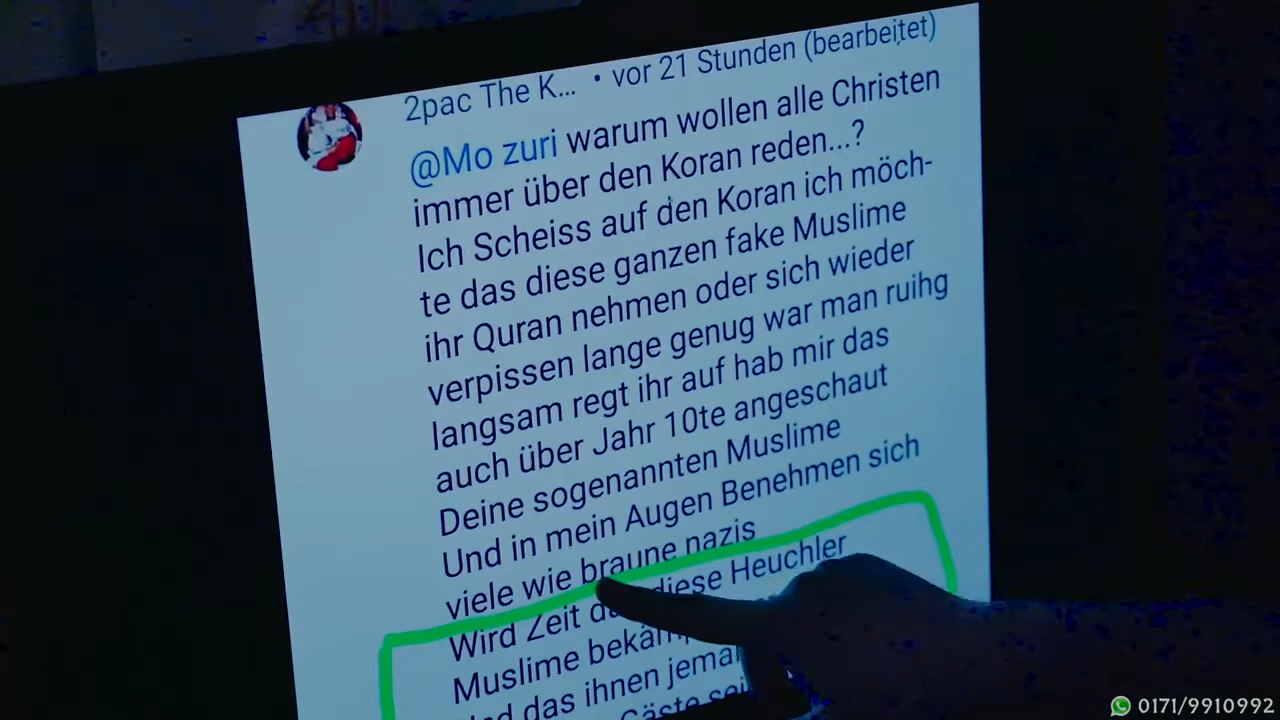 2pac The K... • vor 21 Stunden (bearbeitet)
@Mo zuri warum wollen alle Christen
immer über den Koran reden...?
Ich Scheiss auf den Koran ich möch-
te das diese ganzen fake Muslime
ihr Quran nehmen oder sich wieder
verpissen lange genug war man ruihg
langsam regt ihr auf hab mir das
auch über Jahr 10te angeschaut
Deine sogenannten Muslime
Und in mein Augen Benehmen sich
viele wie braune nazis
Wird Zeit diese Heuchler
Muslime
das ihnen
0171/9910992